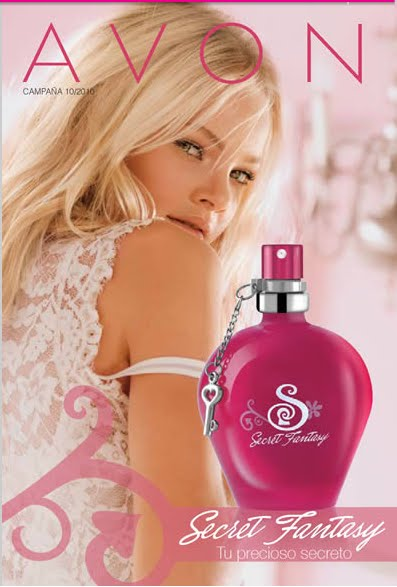 AVON
CAMPAÑA 10/2010
S
Secret Fantasy
Secret Fantasy
Tu precioso secreto